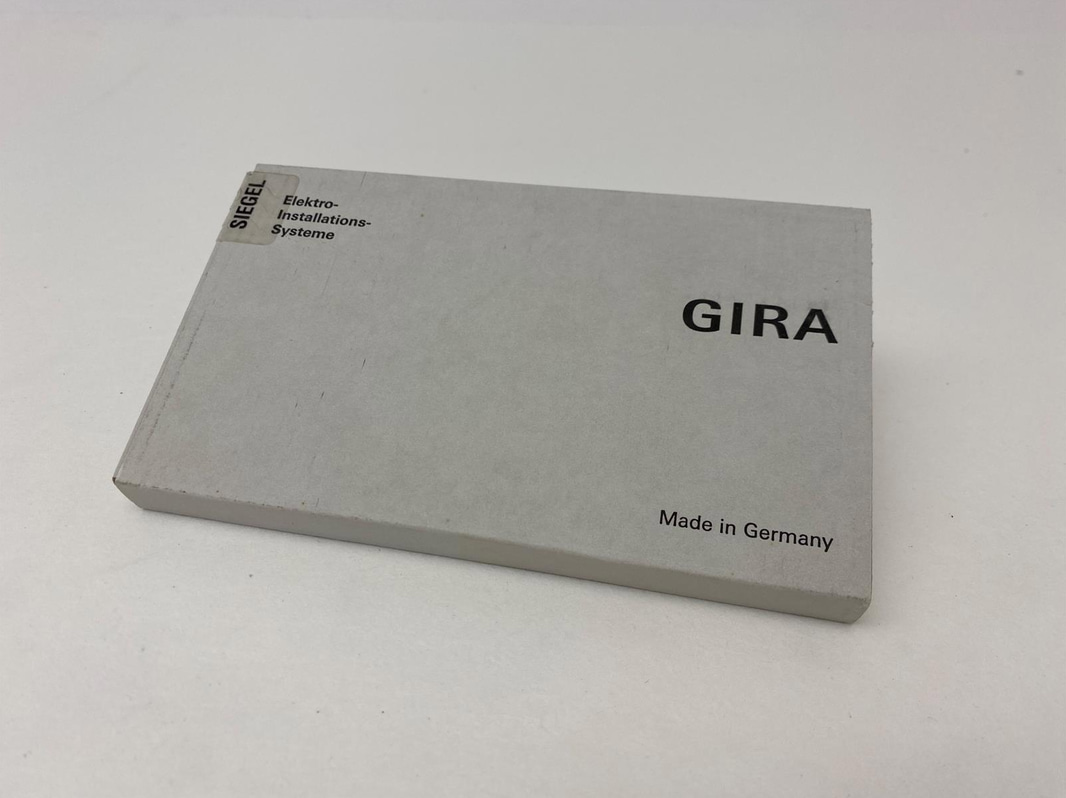 SIEGEL
Elektro-
Installations-
Systeme
GIRA
Made in Germany